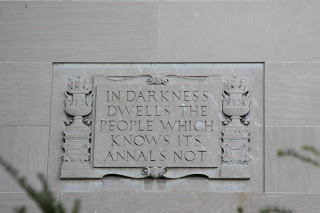 IN·DARKNESS
DWELLS THE
PEOPLE WHICH
KNOWS ITS
ANNALS NOT